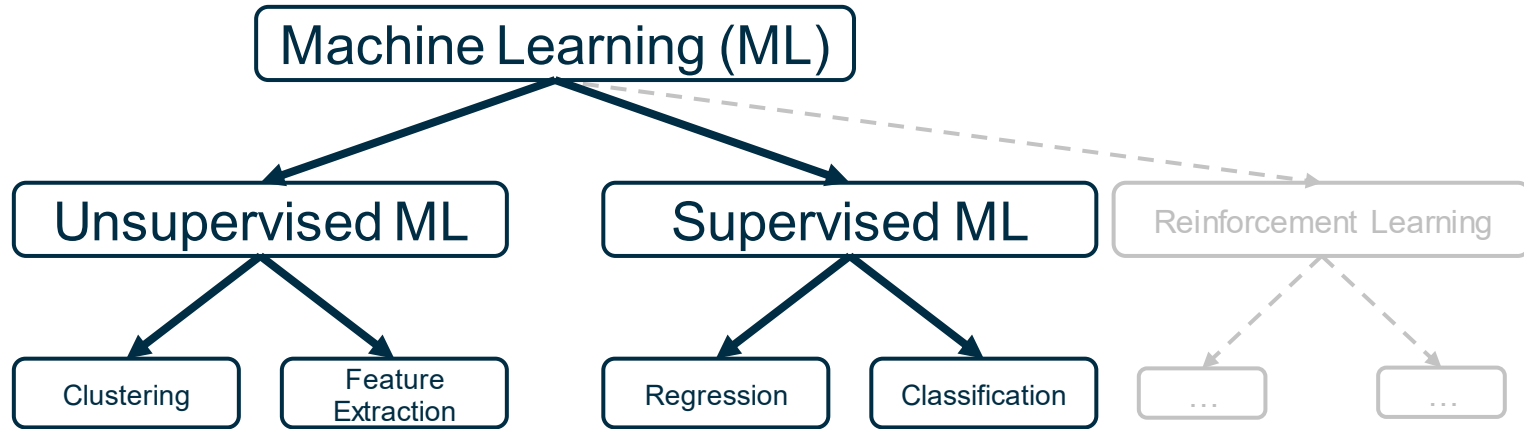 Machine Learning (ML)
Unsupervised ML
Supervised ML
Reinforcement Learning
Clustering
Feature
Extraction
Regression
Classification
...
...